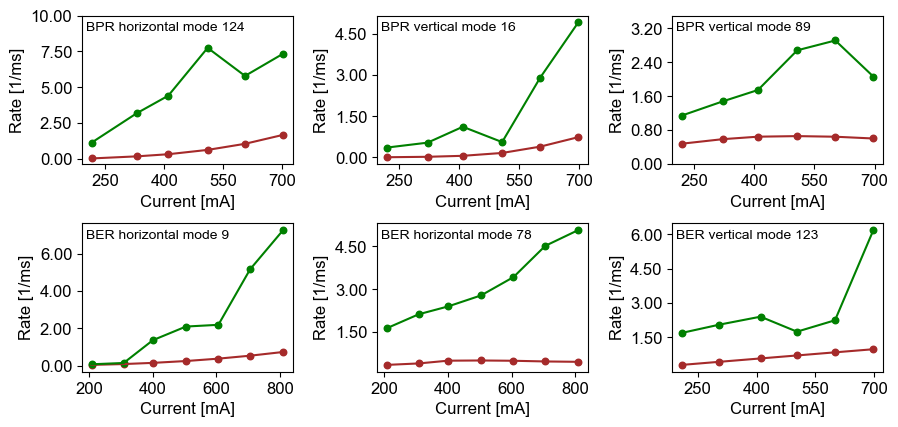 BPR horizontal mode 124
10.00
7.50
5.00
2.50
0.00
Rate [1/ms]
250 400 550 700
Current [mA]
BPR vertical mode 16
4.50
3.00
1.50
0.00
Rate [1/ms]
250 400 550 700
Current [mA]
BPR vertical mode 89
3.20
2.40
1.60
0.80
0.00
Rate [1/ms]
250 400 550 700
Current [mA]
BER horizontal mode 9
6.00
4.00
2.00
0.00
Rate [1/ms]
200 400 600 800
Current [mA]
BER horizontal mode 78
4.50
3.00
1.50
Rate [1/ms]
200 400 600 800
Current [mA]
BER vertical mode 123
6.00
4.50
3.00
1.50
Rate [1/ms]
250 400 550 700
Current [mA]